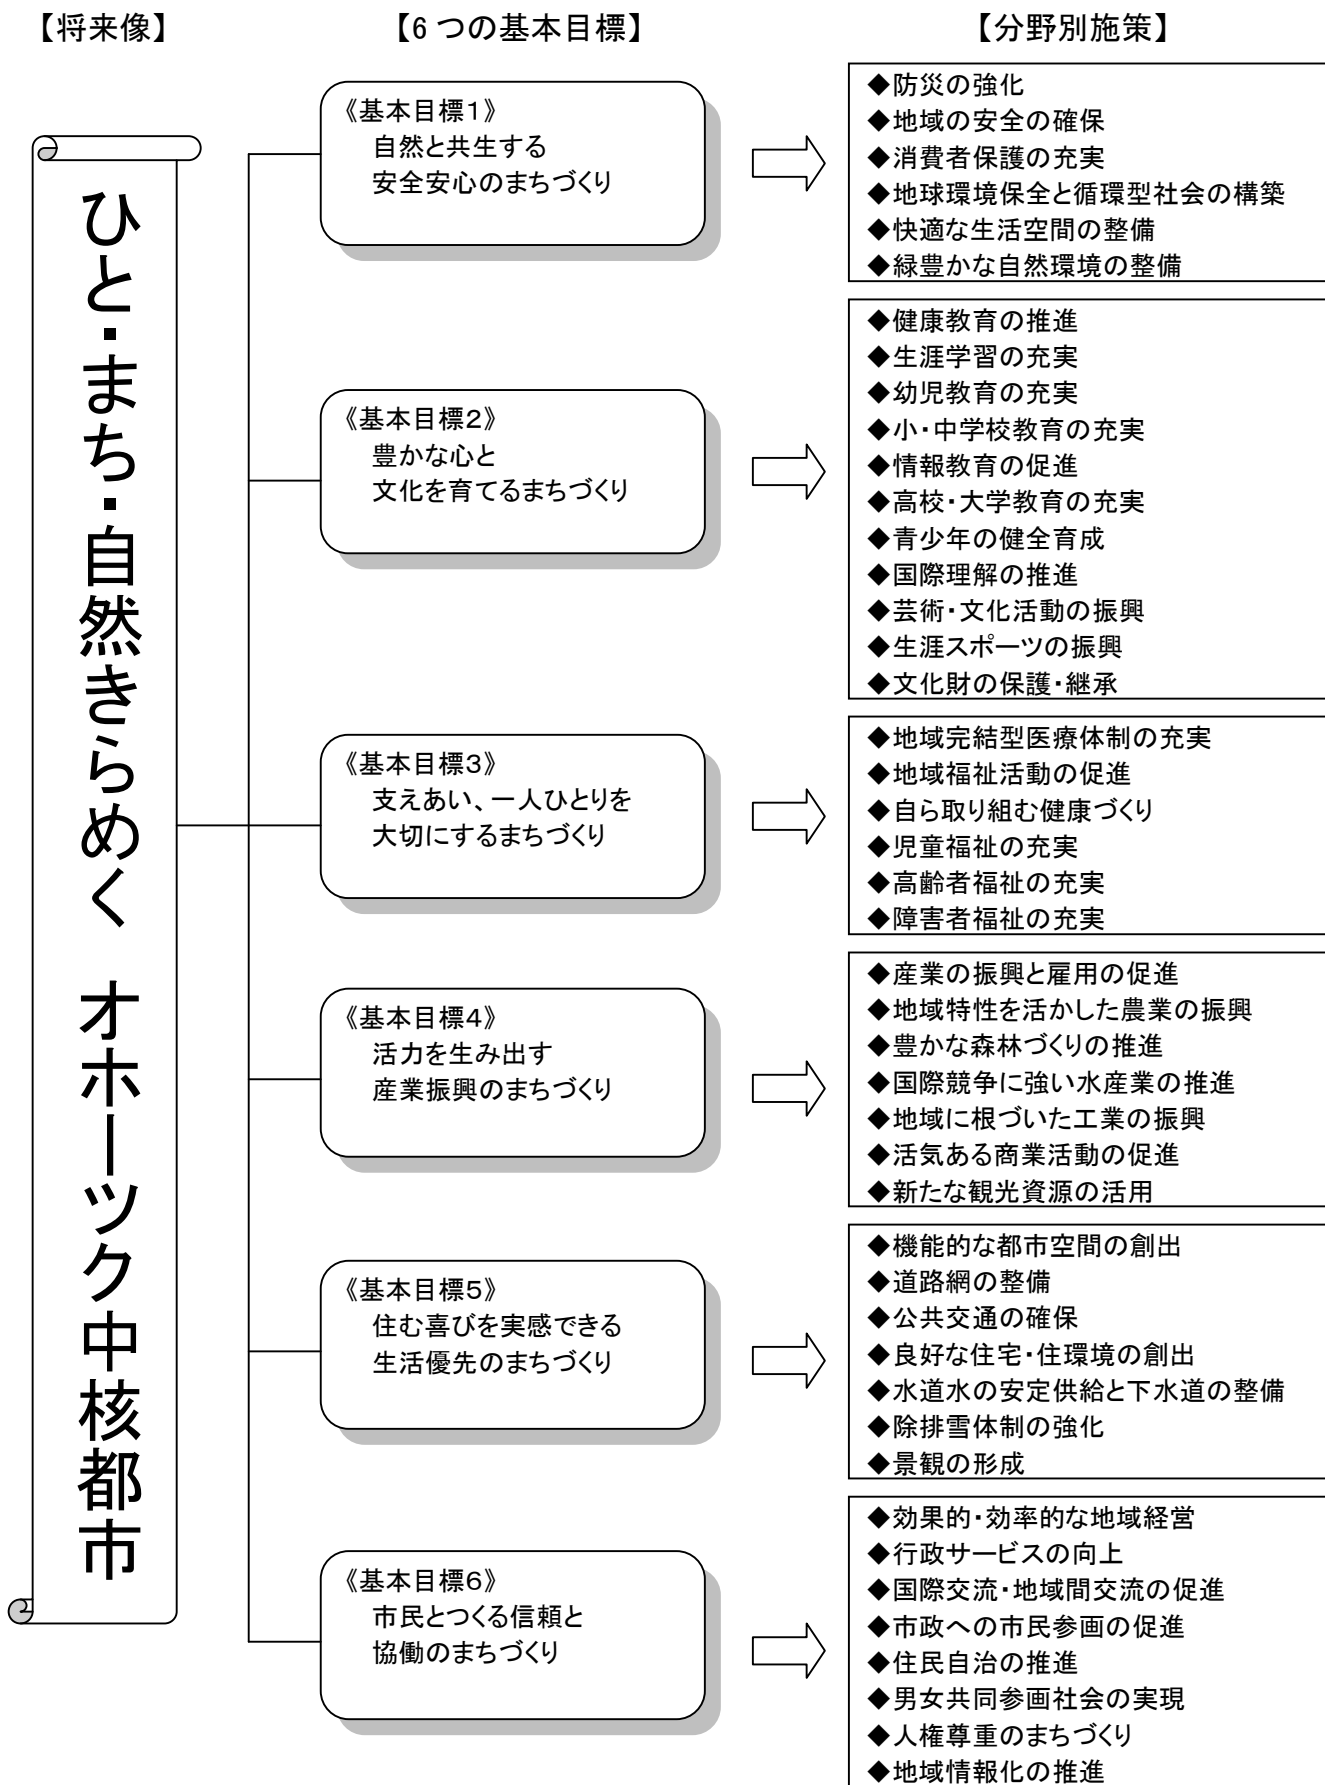 【将来像】
【6つの基本目標】
【分野別施策】
ひと・まち・自然きらめく オホーツク中核都市
《基本目標1》
自然と共生する
安全安心のまちづくり
◆防災の強化
◆地域の安全の確保
◆消費者保護の充実
◆地球環境保全と循環型社会の構築
◆快適な生活空間の整備
◆緑豊かな自然環境の整備
《基本目標2》
豊かな心と
文化を育てるまちづくり
◆健康教育の推進
◆生涯学習の充実
◆幼児教育の充実
◆小・中学校教育の充実
◆情報教育の促進
◆高校・大学教育の充実
◆青少年の健全育成
◆国際理解の推進
◆芸術・文化活動の振興
◆生涯スポーツの振興
◆文化財の保護・継承
《基本目標3》
支えあい、一人ひとりを
大切にするまちづくり
◆地域完結型医療体制の充実
◆地域福祉活動の促進
◆自ら取り組む健康づくり
◆児童福祉の充実
◆高齢者福祉の充実
◆障害者福祉の充実
《基本目標4》
活力を生み出す
産業振興のまちづくり
◆産業の振興と雇用の促進
◆地域特性を活かした農業の振興
◆豊かな森林づくりの推進
◆国際競争に強い水産業の推進
◆地域に根づいた工業の振興
◆活気ある商業活動の促進
◆新たな観光資源の活用
《基本目標5》
住む喜びを実感できる
生活優先のまちづくり
◆機能的な都市空間の創出
◆道路網の整備
◆公共交通の確保
◆良好な住宅・住環境の創出
◆水道水の安定供給と下水道の整備
◆除排雪体制の強化
◆景観の形成
《基本目標6》
市民とつくる信頼と
協働のまちづくり
◆効果的・効率的な地域経営
◆行政サービスの向上
◆国際交流・地域間交流の促進
◆市政への市民参画の促進
◆住民自治の推進
◆男女共同参画社会の実現
◆人権尊重のまちづくり
◆地域情報化の推進